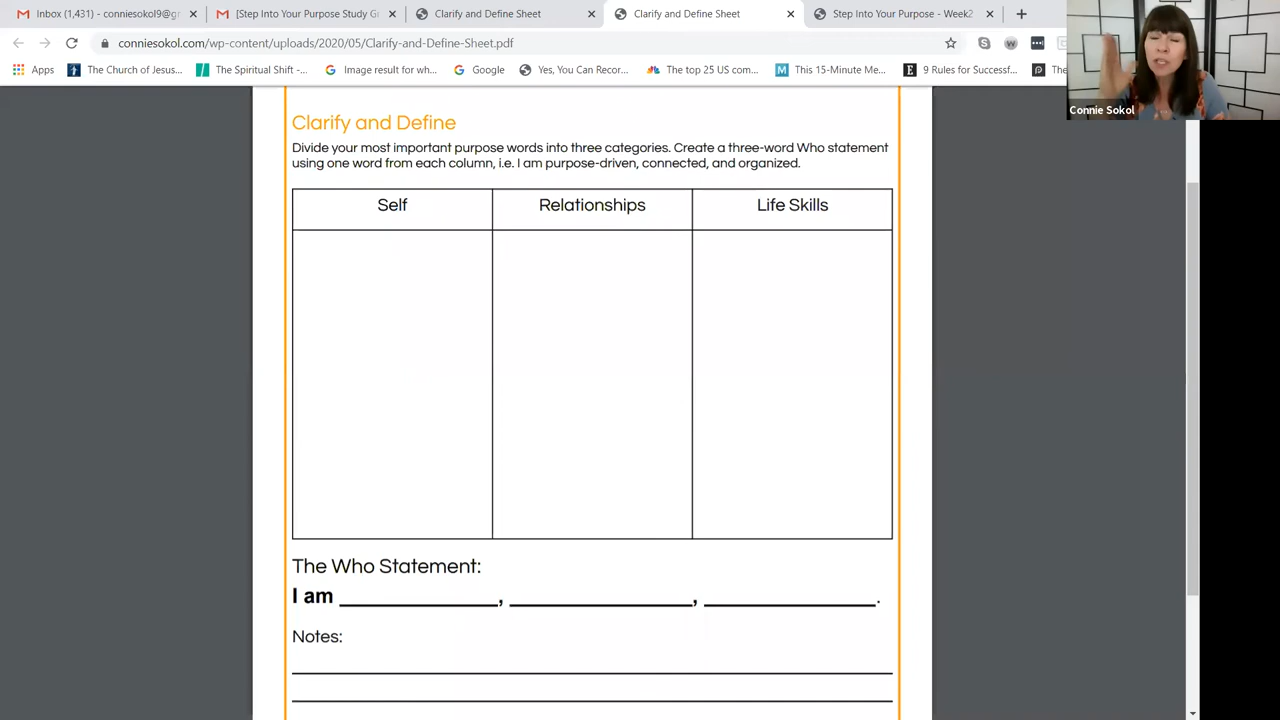 Inbox (1,431) - conniesokol9@gr
[Step Into Your Purpose Study Gu
Clarify and Define Sheet
Clarify and Define Sheet
Step Into Your Purpose - Week2
conniesokol.com/wp-content/uploads/2020/05/Clarify-and-Define-Sheet.pdf
Apps
The Church of Jesus...
The Spiritual Shift -...
Image result for wh...
Google
Yes, You Can Recor...
The top 25 US com...
This 15-Minute Me...
9 Rules for Successf...
Connie Sokol
Clarify and Define
Divide your most important purpose words into three categories. Create a three-word Who statement
using one word from each column, i.e. I am purpose-driven, connected, and organized.
Self Relationships Life Skills
The Who Statement:
I am ______________, ________________, _______________.
Notes: